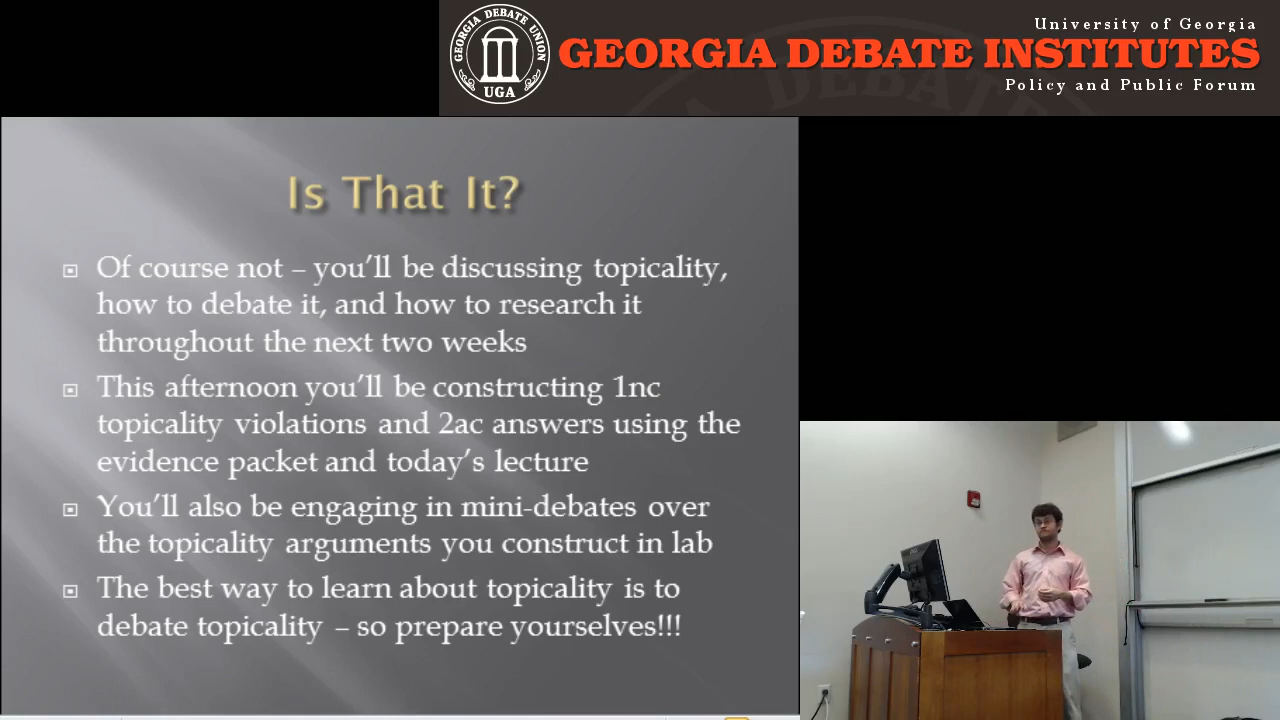 GEORGIA DEBATE UNION
UGA
University of Georgia
GEORGIA DEBATE INSTITUTES
Policy and Public Forum
Is That It?
Of course not – you'll be discussing topicality,
how to debate it, and how to research it
throughout the next two weeks
This afternoon you'll be constructing 1nc
topicality violations and 2ac answers using the
evidence packet and today's lecture
You'll also be engaging in mini-debates over
the topicality arguments you construct in lab
The best way to learn about topicality is to
debate topicality – so prepare yourselves!!!